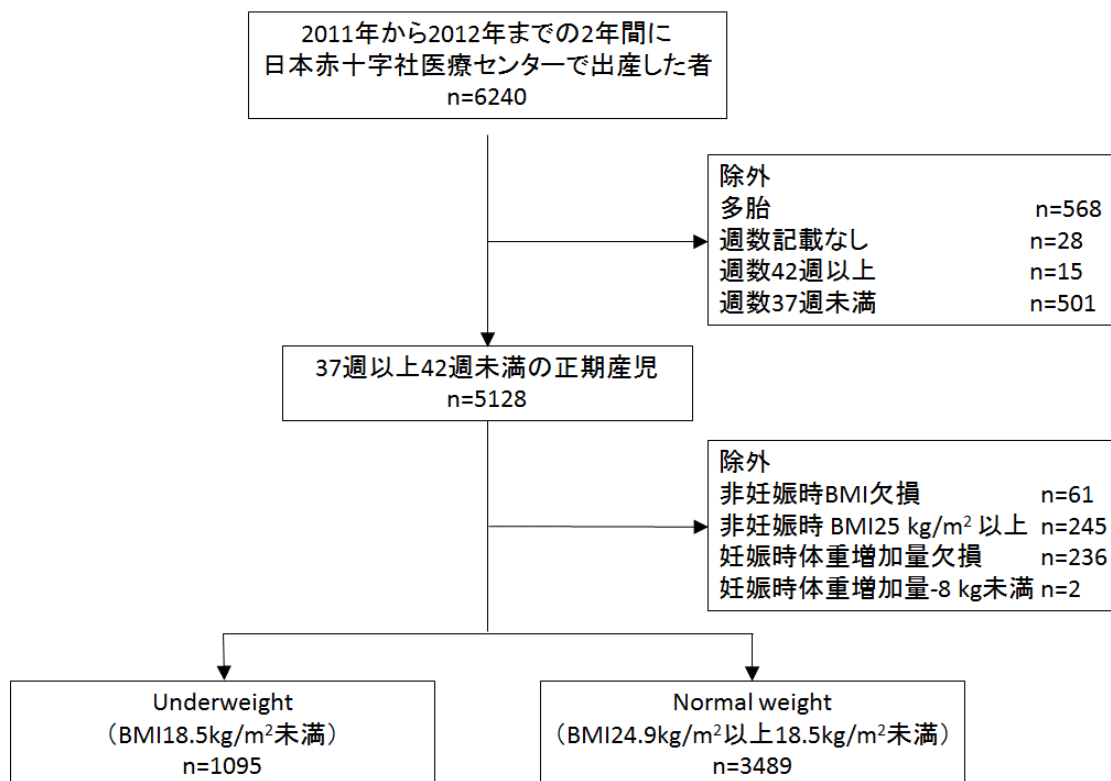 2011年から2012年までの2年間に
日本赤十字社医療センターで出産した者
n=6240
除外
多胎 n=568
週数記載なし n=28
週数42週以上 n=15
週数37週未満 n=501
37週以上42週未満の正期産児
n=5128
除外
非妊娠時BMI欠損 n=61
非妊娠時 BMI25 kg/m² 以上 n=245
妊娠時体重増加量欠損 n=236
妊娠時体重増加量-8 kg未満 n=2
Underweight
（BMI18.5kg/m²未満）
n=1095
Normal weight
（BMI24.9kg/m²以上18.5kg/m²未満）
n=3489